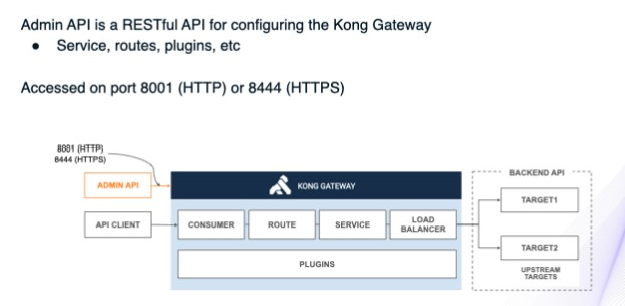 Admin API is a RESTful API for configuring the Kong Gateway
• Service, routes, plugins, etc
Accessed on port 8001 (HTTP) or 8444 (HTTPS)
8001 (HTTP)
8444 (HTTPS)
ADMIN API
KONG GATEWAY
BACKEND API
TARGET1
API CLIENT
CONSUMER
ROUTE
SERVICE
LOAD
BALANCER
TARGET2
PLUGINS
UPSTREAM
TARGETS